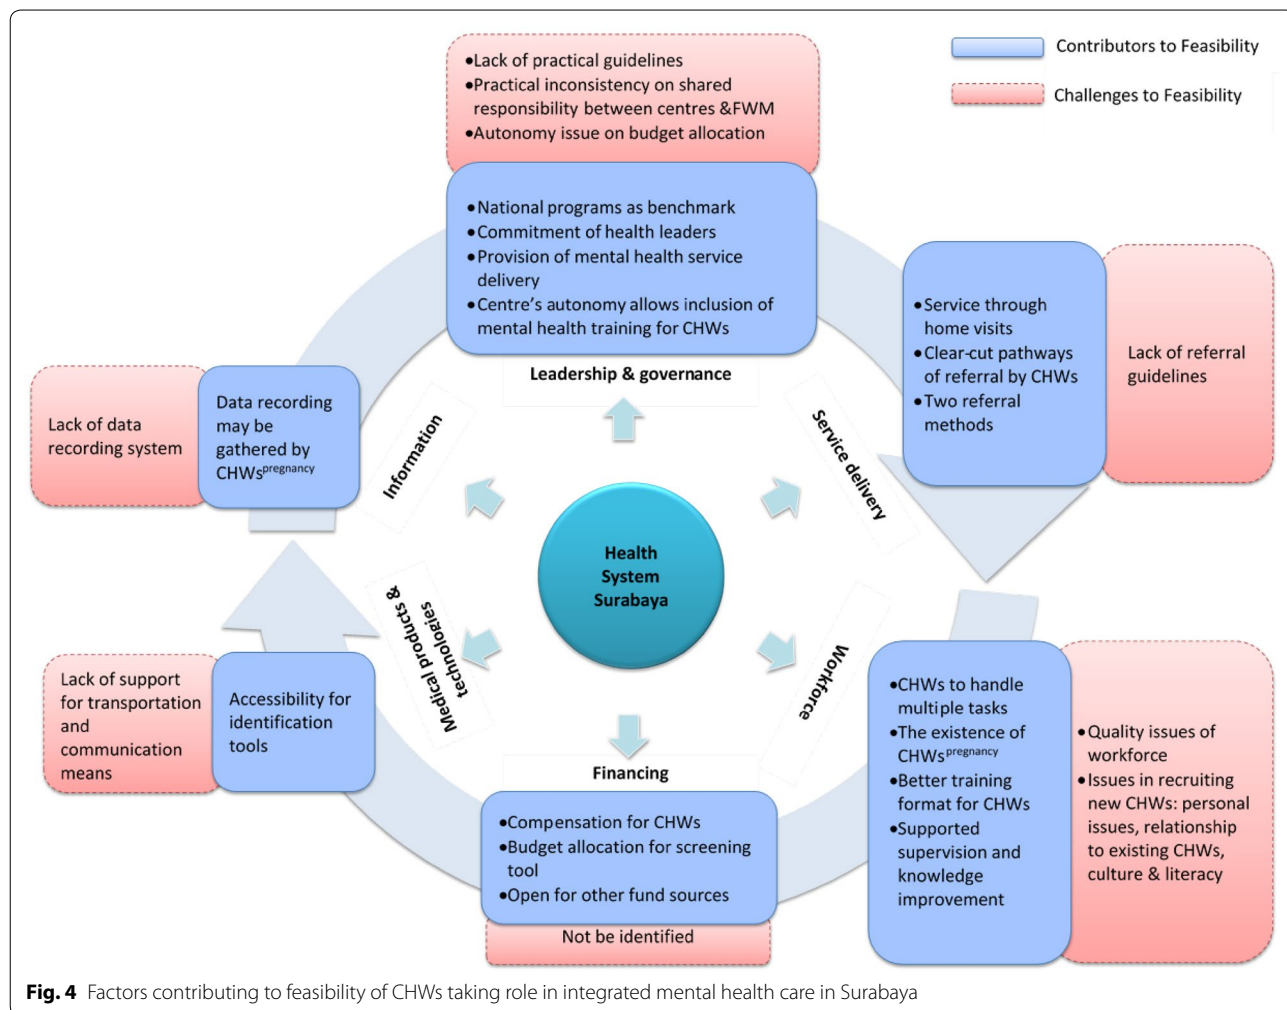 Contributors to Feasibility
Challenges to Feasibility
•Lack of practical guidelines
•Practical inconsistency on shared
responsibility between centres &FWM
•Autonomy issue on budget allocation
•National programs as benchmark
•Commitment of health leaders
•Provision of mental health service
delivery
•Centre's autonomy allows inclusion of
mental health training for CHWs
Leadership & governance
•Service through
home visits
•Clear-cut pathways
of referral by CHWs
•Two referral
methods
Lack of referral
guidelines
Service delivery
Lack of data
recording system
Data recording
may be
gathered by
CHWspregnancy
Information
Health
System
Surabaya
Medical products &
technologies
Workforce
Lack of support
for transportation
and
communication
means
Accessibility for
identification
tools
•CHWs to handle
multiple tasks
•The existence of
CHWspregnancy
•Better training
format for CHWs
•Supported
supervision and
knowledge
improvement
•Quality issues of
workforce
•Issues in recruiting
new CHWs: personal
issues, relationship
to existing CHWs,
culture & literacy
Financing
•Compensation for CHWs
•Budget allocation for screening
tool
•Open for other fund sources
Not be identified
Fig. 4 Factors contributing to feasibility of CHWs taking role in integrated mental health care in Surabaya